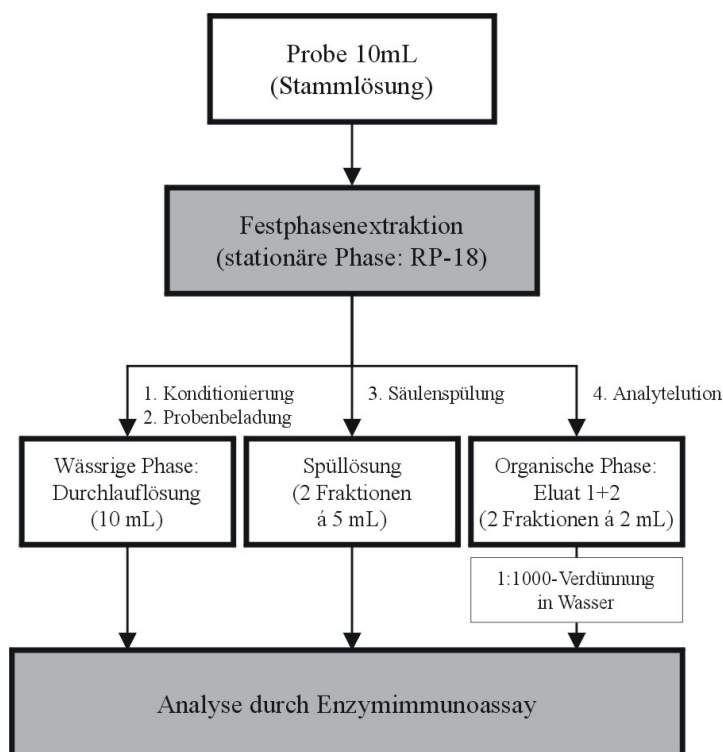 Probe 10mL
(Stammlösung)
Festphasenextraktion
(stationäre Phase: RP-18)
1. Konditionierung
2. Probenbeladung
3. Säulenspülung
4. Analytelution
Wässrige Phase:
Durchlauflösung
(10 mL)
Spüllösung
(2 Fraktionen
á 5 mL)
Organische Phase:
Eluat 1+2
(2 Fraktionen á 2 mL)
1:1000-Verdünnung
in Wasser
Analyse durch Enzymimmunoassay